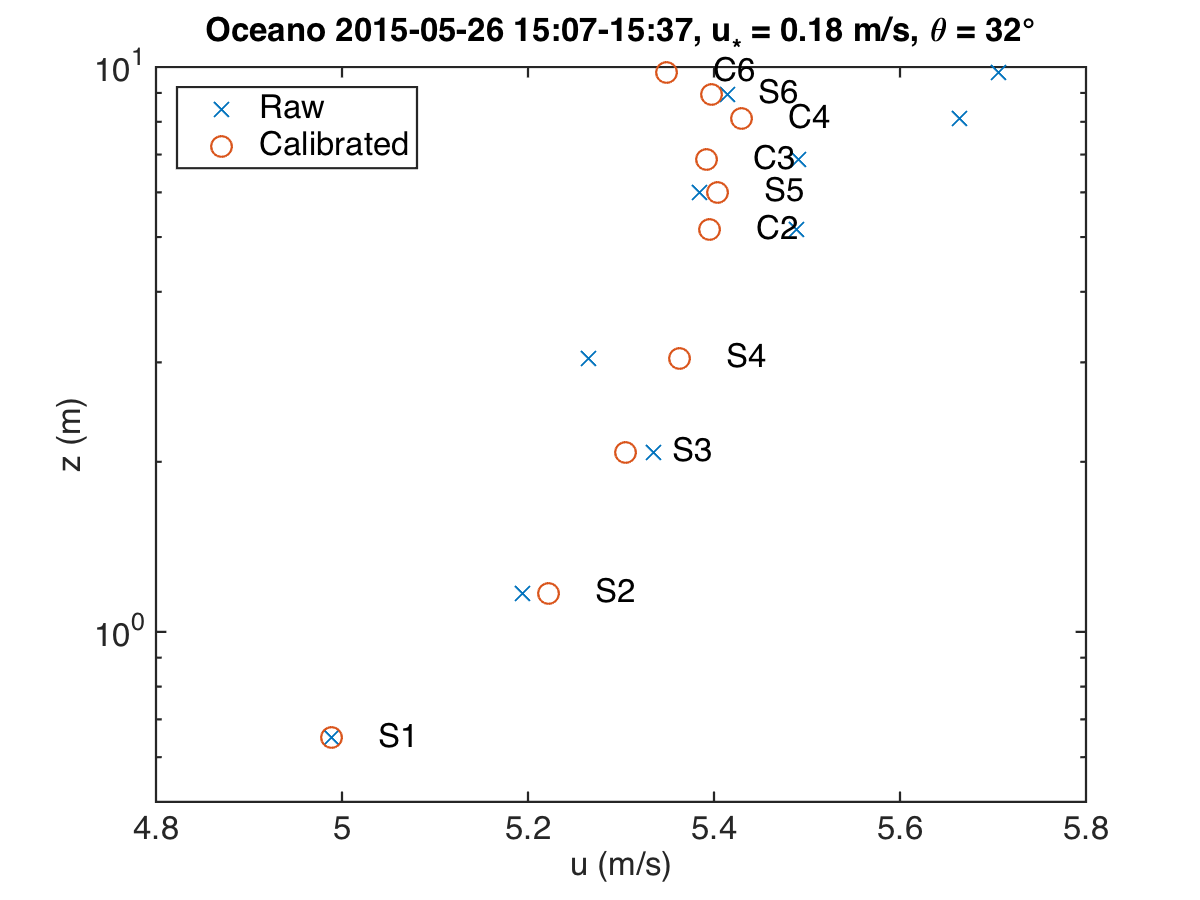 Oceano 2015-05-26 15:07-15:37, u* = 0.18 m/s, θ = 32°
10^1
Raw
Calibrated
C6
S6
C4
C3
S5
C2
S4
S3
z (m)
S2
10^0
S1
4.8 5 5.2 5.4 5.6 5.8
u (m/s)